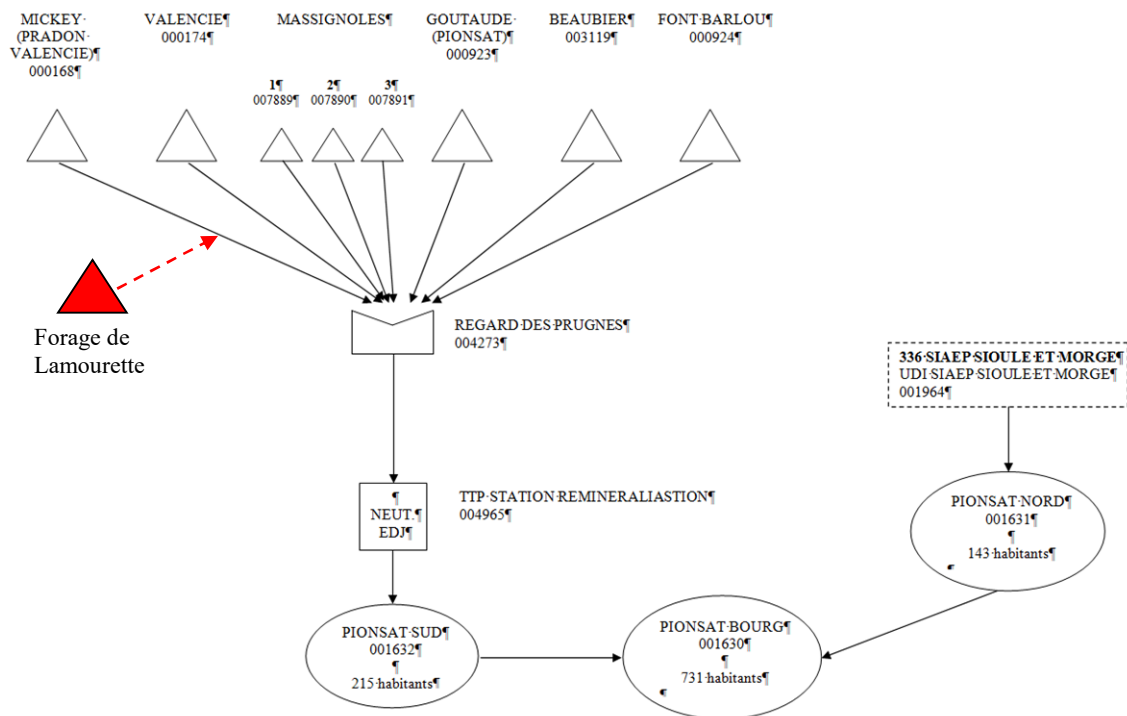 MICKEY·
(PRADON·
VALENCIE)¶
000168¶
VALENCIE¶
000174¶
MASSIGNOLES¶
1¶
007889¶
2¶
007890¶
3¶
007891¶
GOUTAUDE·
(PIONSAT)¶
000923¶
BEAUBIER¶
003119¶
FONT·BARLOU¶
000924¶
Forage de
Lamourette
REGARD·DES·PRUGNES¶
004273¶
336·SIAEP·SIOULE·ET·MORGE¶
UDI·SIAEP·SIOULE·ET·MORGE¶
001964¶
¶
NEUT.¶
EDJ¶
TTP·STATION·REMINERALIASTION¶
004965¶
PIONSAT·NORD¶
001631¶
¶
143·habitants¶
¶
PIONSAT·SUD¶
001632¶
¶
215·habitants¶
PIONSAT·BOURG¶
001630¶
¶
731·habitants¶
¶